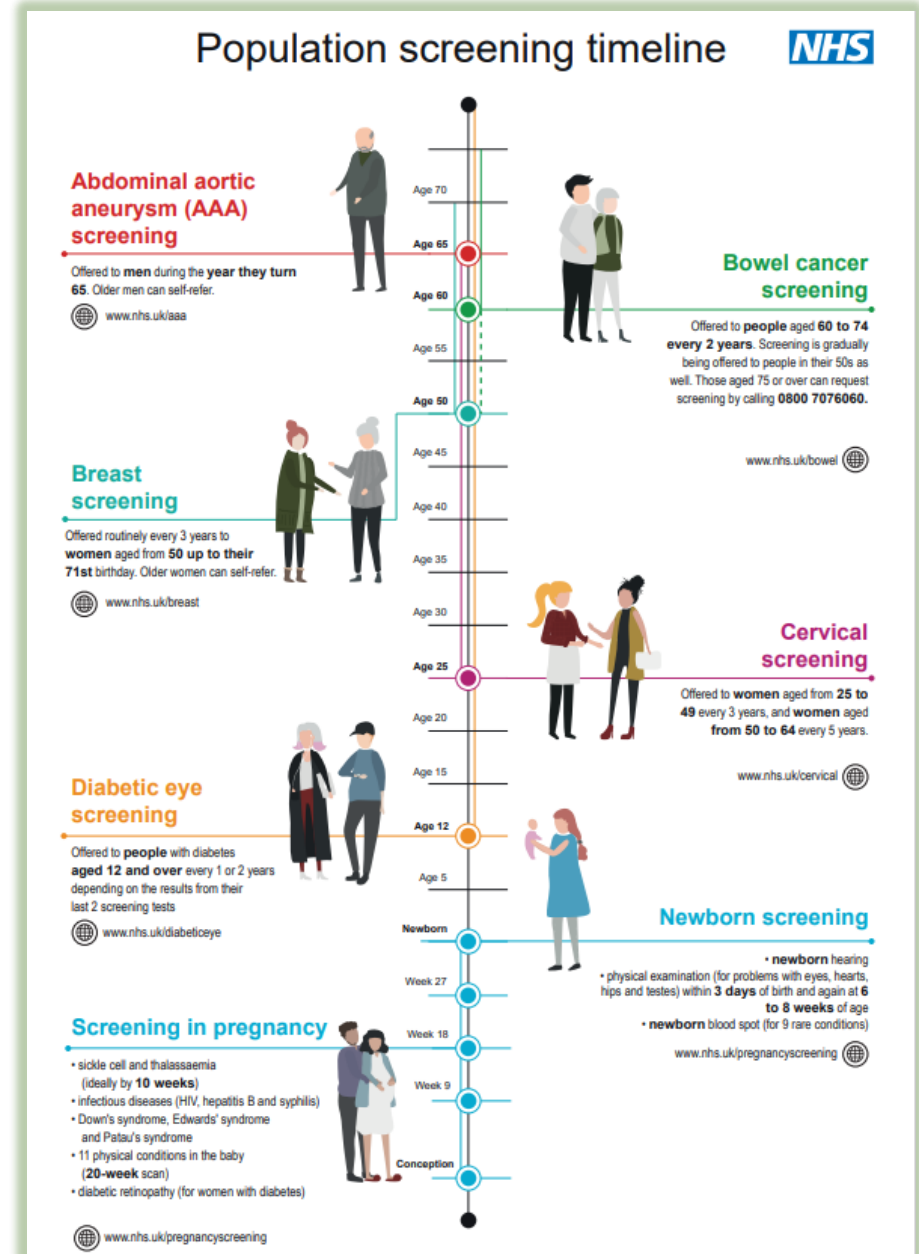 Population screening timeline
NHS
Abdominal aortic
aneurysm (AAA)
screening
Offered to men during the year they turn
65. Older men can self-refer.
www.nhs.uk/aaa
Age 70
Age 65
Age 60
Age 55
Age 50
Age 45
Age 40
Age 35
Age 30
Age 25
Age 20
Age 15
Age 12
Age 5
Newborn
Week 27
Week 18
Week 9
Conception
Bowel cancer
screening
Offered to people aged 60 to 74
every 2 years. Screening is gradually
being offered to people in their 50s as
well. Those aged 75 or over can request
screening by calling 0800 7076060.
www.nhs.uk/bowel
Breast
screening
Offered routinely every 3 years to
women aged from 50 up to their
71st birthday. Older women can self-refer.
www.nhs.uk/breast
Cervical
screening
Offered to women aged from 25 to
49 every 3 years, and women aged
from 50 to 64 every 5 years.
www.nhs.uk/cervical
Diabetic eye
screening
Offered to people with diabetes
aged 12 and over every 1 or 2 years
depending on the results from their
last 2 screening tests
www.nhs.uk/diabeticeye
Newborn screening
• newborn hearing
• physical examination (for problems with eyes, hearts,
hips and testes) within 3 days of birth and again at 6
to 8 weeks of age
• newborn blood spot (for 9 rare conditions)
www.nhs.uk/pregnancyscreening
Screening in pregnancy
• sickle cell and thalassaemia
(ideally by 10 weeks)
• infectious diseases (HIV, hepatitis B and syphilis)
• Down's syndrome, Edwards' syndrome
and Patau's syndrome
• 11 physical conditions in the baby
(20-week scan)
• diabetic retinopathy (for women with diabetes)
www.nhs.uk/pregnancyscreening